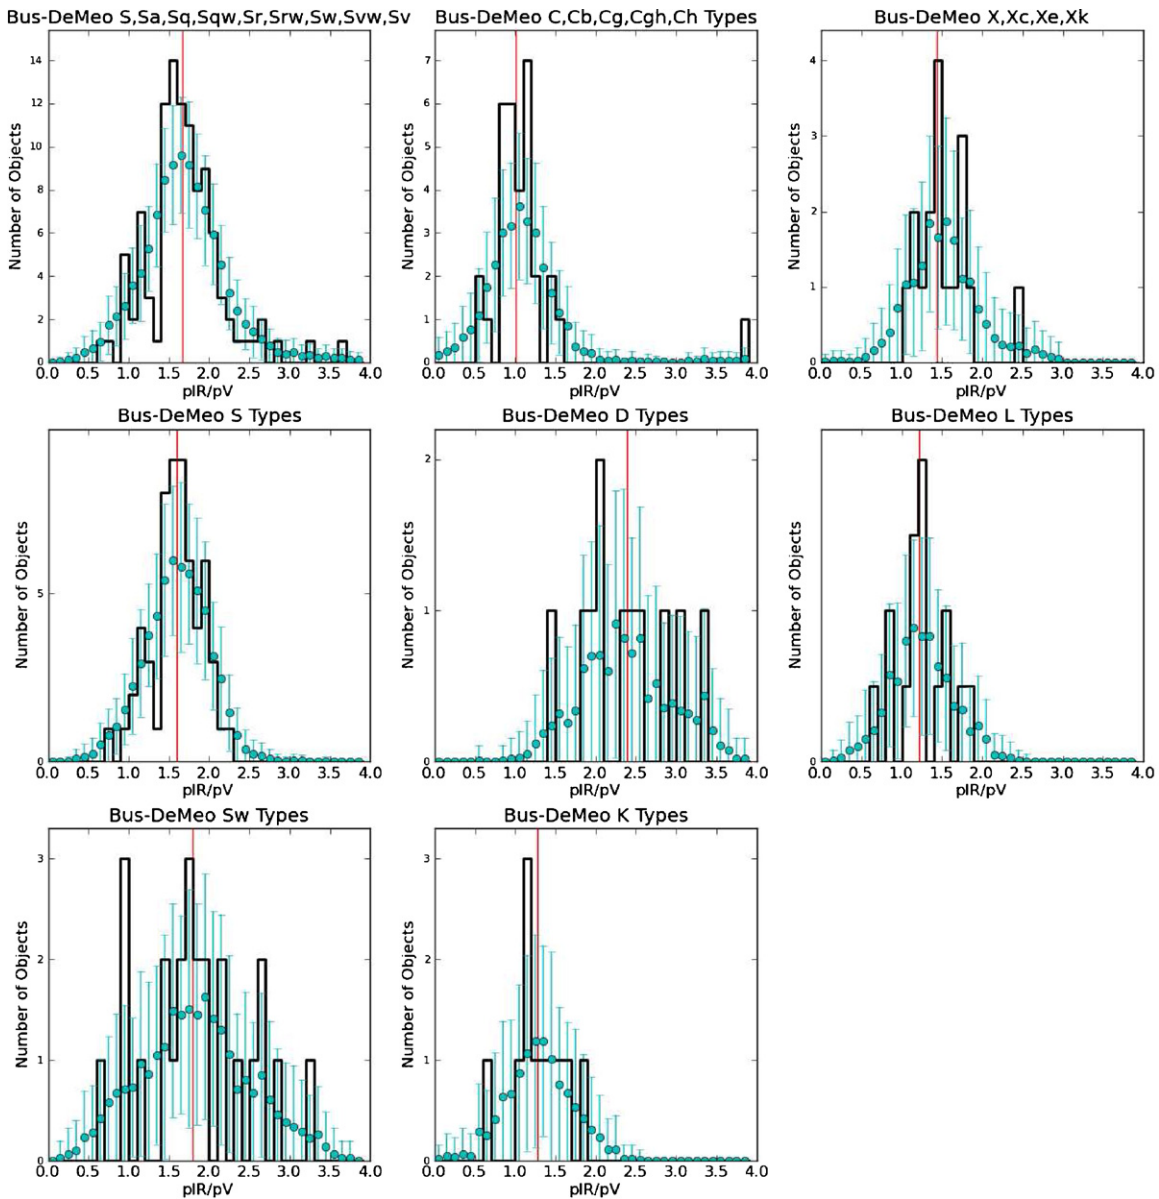 Bus-DeMeo S,Sa,Sq,Sqw,Sr,Srw,Sw,Svw,Sv
Number of Objects
14
12
10
8
6
4
2
0
0.0 0.5 1.0 1.5 2.0 2.5 3.0 3.5 4.0
pIR/pV
Bus-DeMeo C,Cb,Cg,Cgh,Ch Types
Number of Objects
7
6
5
4
3
2
1
0
0.0 0.5 1.0 1.5 2.0 2.5 3.0 3.5 4.0
pIR/pV
Bus-DeMeo X,Xc,Xe,Xk
Number of Objects
4
3
2
1
0
0.0 0.5 1.0 1.5 2.0 2.5 3.0 3.5 4.0
pIR/pV
Bus-DeMeo S Types
Number of Objects
5
0
0.0 0.5 1.0 1.5 2.0 2.5 3.0 3.5 4.0
pIR/pV
Bus-DeMeo D Types
Number of Objects
2
1
0
0.0 0.5 1.0 1.5 2.0 2.5 3.0 3.5 4.0
pIR/pV
Bus-DeMeo L Types
Number of Objects
4
3
2
1
0
0.0 0.5 1.0 1.5 2.0 2.5 3.0 3.5 4.0
pIR/pV
Bus-DeMeo Sw Types
Number of Objects
3
2
1
0
0.0 0.5 1.0 1.5 2.0 2.5 3.0 3.5 4.0
pIR/pV
Bus-DeMeo K Types
Number of Objects
3
2
1
0
0.0 0.5 1.0 1.5 2.0 2.5 3.0 3.5 4.0
pIR/pV